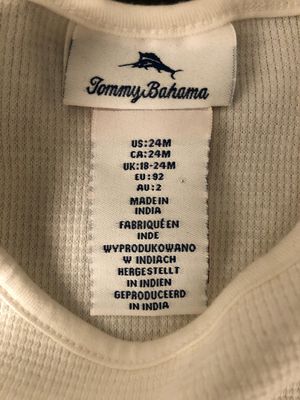 Tommy Bahama
US:24M
CA:24M
UK:18-24M
EU:92
AU:2
MADE IN
INDIA
FABRIQUÉ EN
INDE
WYPRODUKOWANO
W INDIACH
HERGESTELLT
IN INDIEN
GEPRODUCEERD
IN INDIA